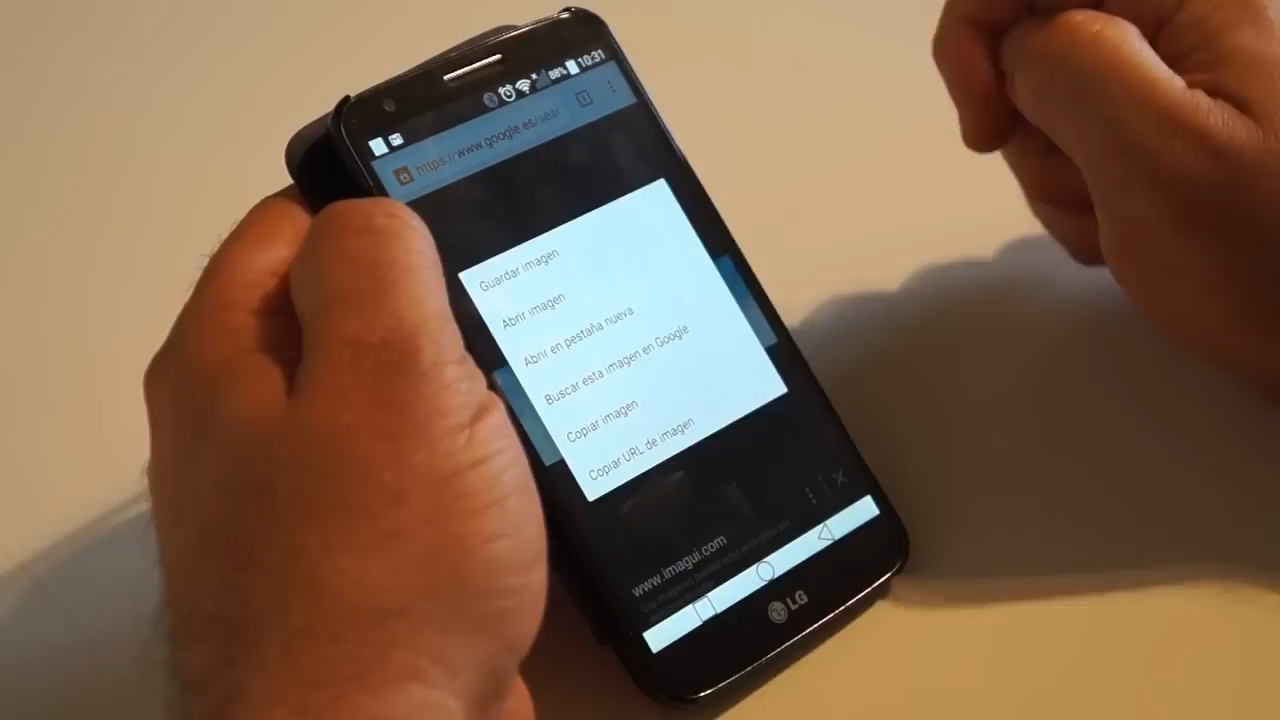 88% 10:31
https://www.google.es/sear
Guardar imagen
Abrir imagen
Abrir en pestaña nueva
Buscar esta imagen en Google
Copiar imagen
Copiar URL de imagen
www.imagui.com
LG